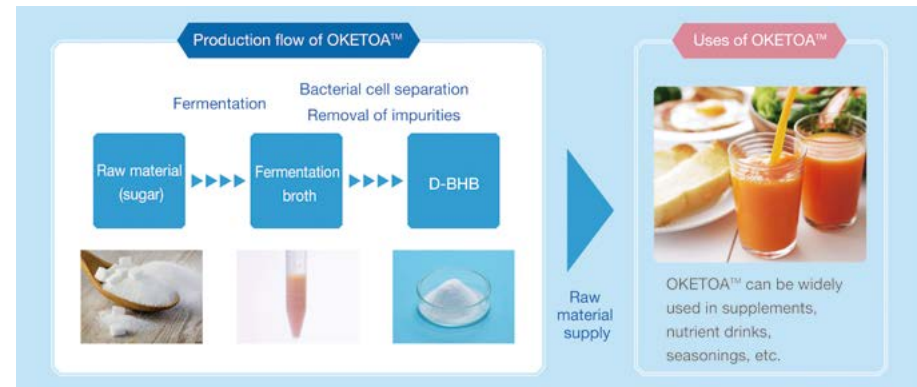 Production flow of OKETOA™
Fermentation
Bacterial cell separation
Removal of impurities
Raw material
(sugar)
Fermentation
broth
D-BHB
Raw
material
supply
Uses of OKETOA™
OKETOA™ can be widely
used in supplements,
nutrient drinks,
seasonings, etc.